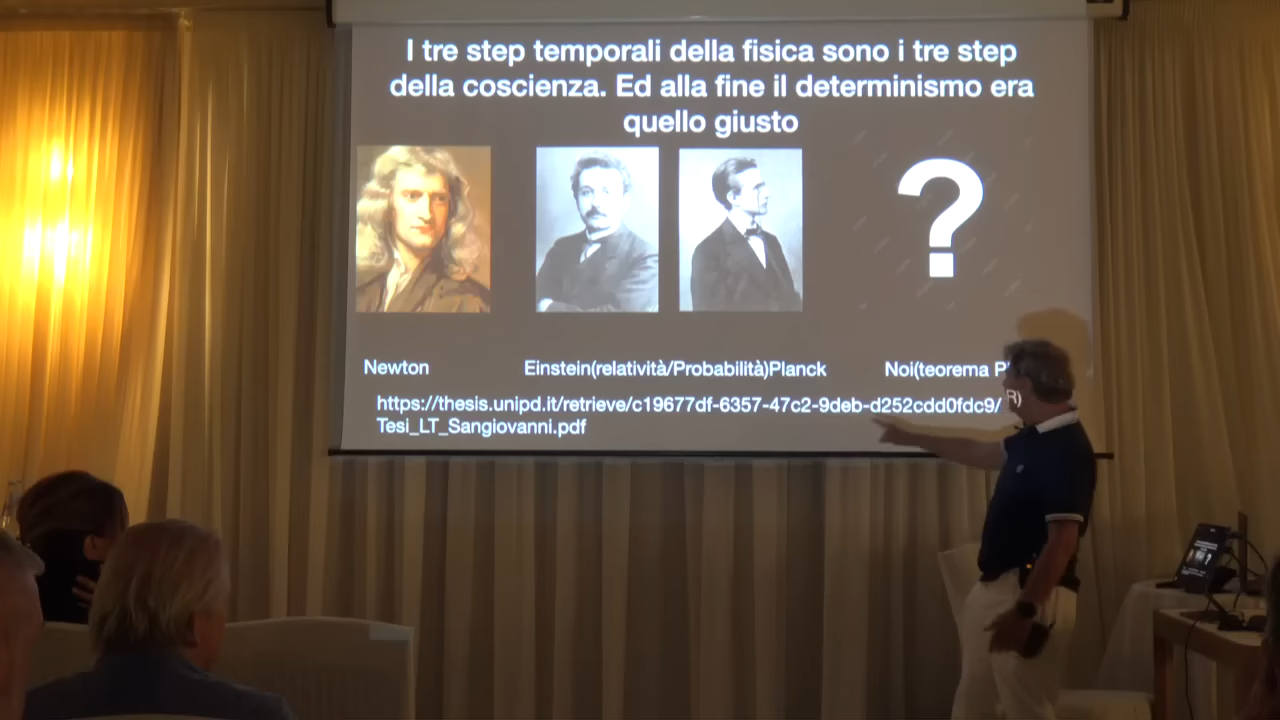 I tre step temporali della fisica sono i tre step
della coscienza. Ed alla fine il determinismo era
quello giusto
?
Newton
Einstein(relatività/Probabilità)Planck
Noi(teorema
https://thesis.unipd.it/retrieve/c19677df-6357-47c2-9deb-d252cdd0fdc9/
Tesi_LT_Sangiovanni.pdf